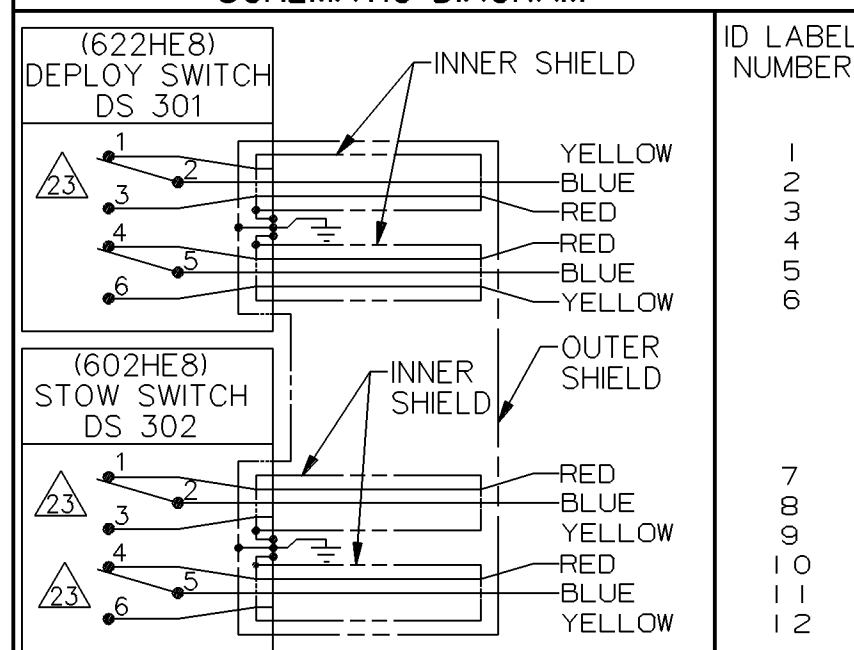 SCHEMATIC DIAGRAM
(622HE8)
DEPLOY SWITCH
DS 301
INNER SHIELD
ID LABEL
NUMBER
1
2
3
23
4
5
6
YELLOW 1
BLUE 2
RED 3
RED 4
BLUE 5
YELLOW 6
(602HE8)
STOW SWITCH
DS 302
INNER
SHIELD
OUTER
SHIELD
1
2
3
23
4
5
6
23
RED 7
BLUE 8
YELLOW 9
RED 10
BLUE 11
YELLOW 12